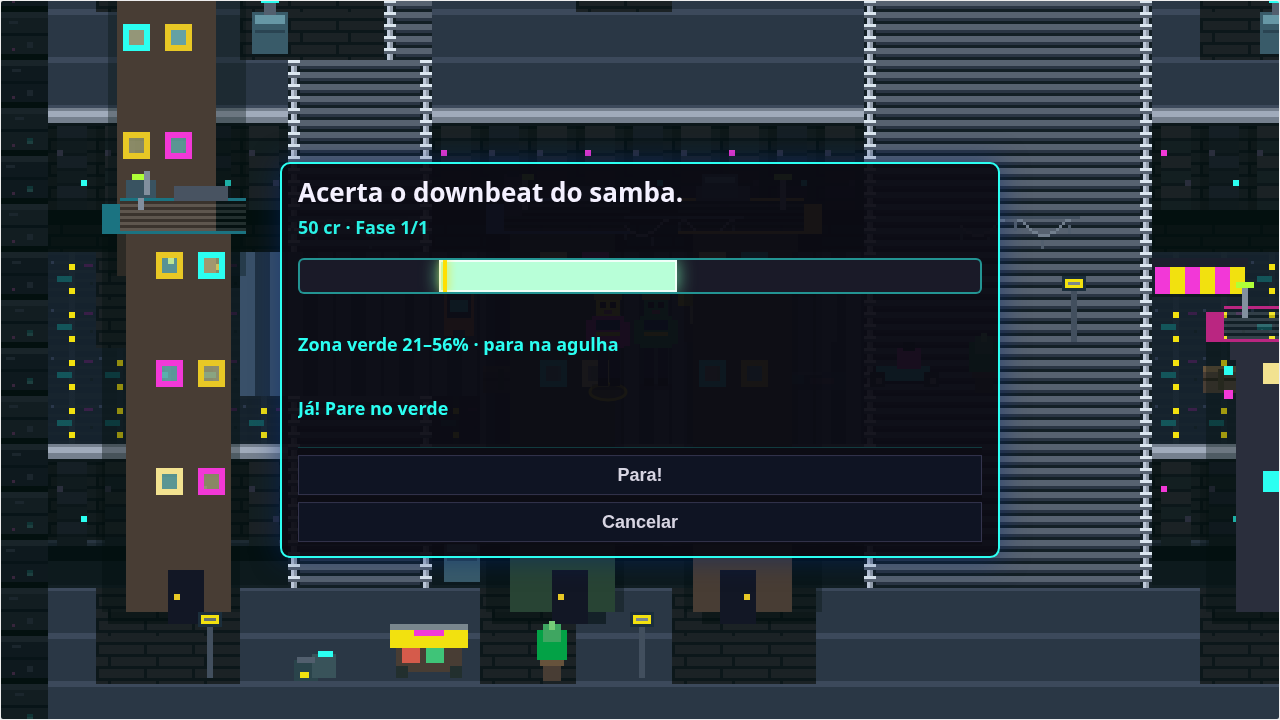 Acerta o downbeat do samba.
50 cr · Fase 1/1
Zona verde 21–56% · para na agulha
Já! Pare no verde
Para!
Cancelar